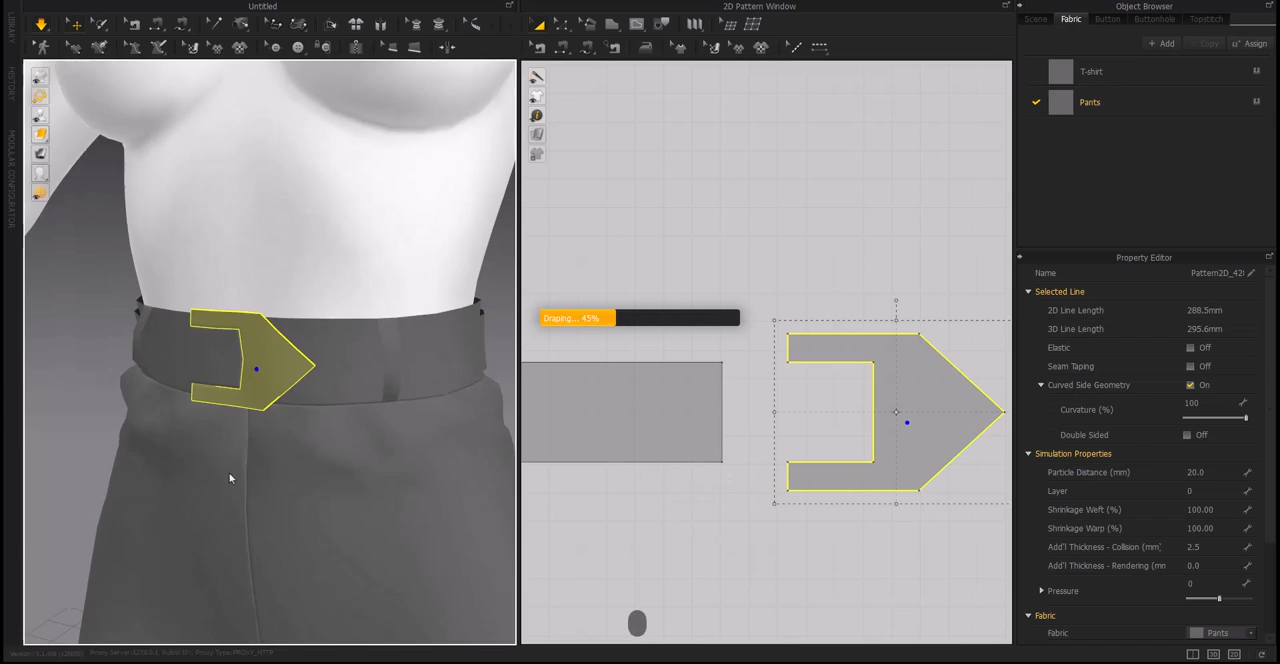 Untitled
2D Pattern Window
Object Browser
Scene
Fabric
Button
Buttonhole
Topstitch
+ Add
Copy
Assign
T-shirt
Pants
LIBRARY
HISTORY
MODULAR CONFIGURATOR
Draping... 45%
Property Editor
Name
Selected Line
2D Line Length 288.5mm
3D Line Length 295.6mm
Elastic Off
Seam Taping Off
Curved Side Geometry On
Curvature (%) 100
Double Sided Off
Simulation Properties
Particle Distance (mm) 20.0
Layer 0
Shrinkage Weft (%) 100.00
Shrinkage Warp (%) 100.00
Add'l Thickness - Collision (mm) 2.5
Add'l Thickness - Rendering (mn 0.0
Pressure 0
Fabric
Fabric Pants
3D
2D